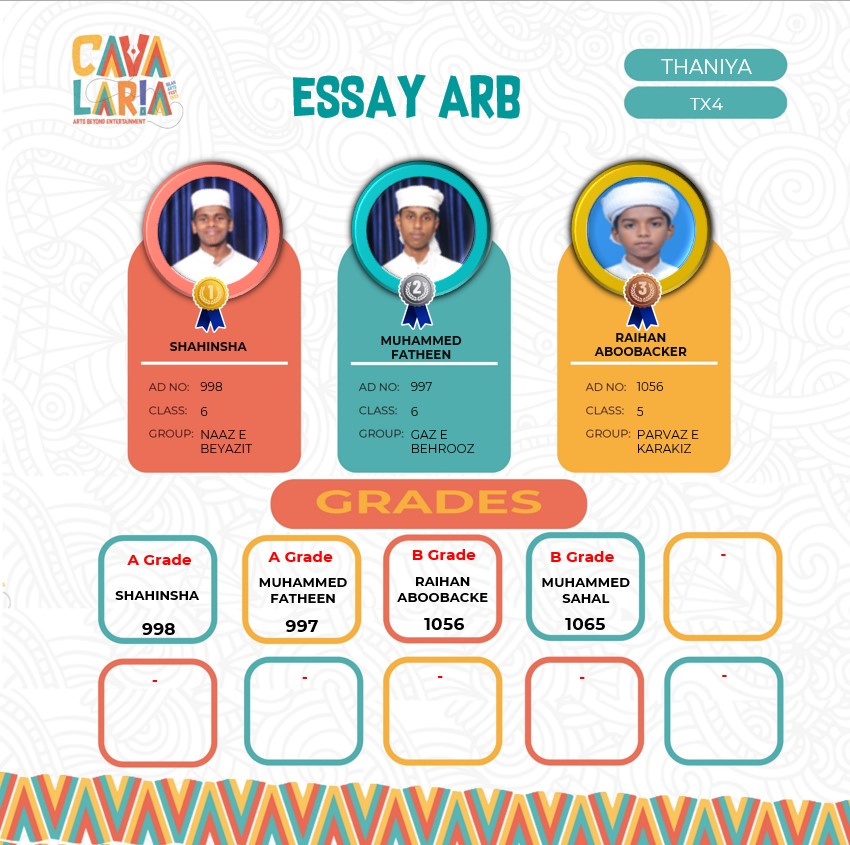 CAVA
LARIA
ARTS BEYOND ENTERTAINMENT
ESSAY ARB
THANIYA
TX4
1
SHAHINSHA
AD NO: 998
CLASS: 6
GROUP: NAAZ E
BEYAZIT
2
MUHAMMED
FATHEEN
AD NO: 997
CLASS: 6
GROUP: GAZ E
BEHROOZ
3
RAIHAN
ABOOBACKER
AD NO: 1056
CLASS: 5
GROUP: PARVAZ E
KARAKIZ
GRADES
A Grade
SHAHINSHA
998
A Grade
MUHAMMED
FATHEEN
997
B Grade
RAIHAN
ABOOBACKE
1056
B Grade
MUHAMMED
SAHAL
1065
-
-
-
-
-
-